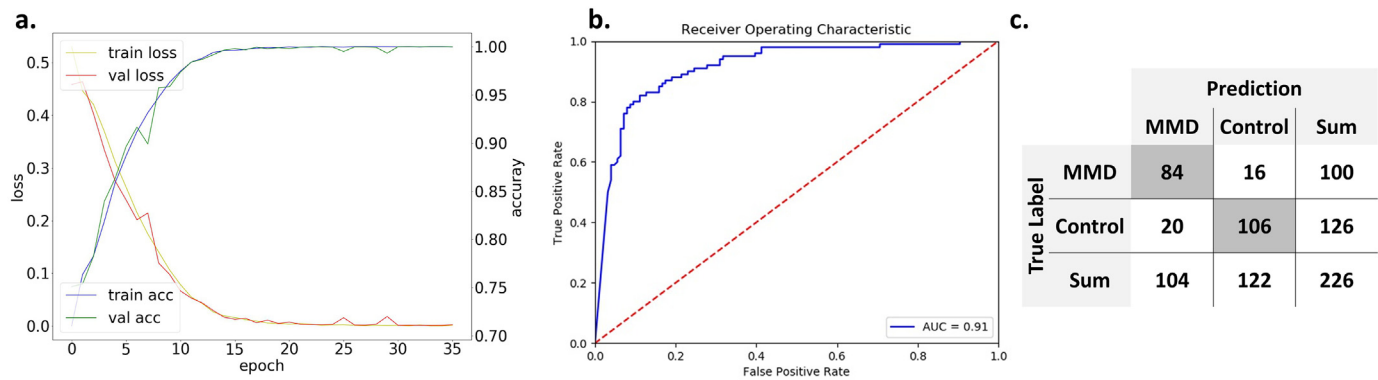 a.
train loss
val loss
train acc
val acc
0.5
0.4
0.3
0.2
0.1
0.0
loss
1.00
0.95
0.90
0.85
0.80
0.75
0.70
accuray
0 5 10 15 20 25 30 35
epoch
b.
Receiver Operating Characteristic
1.0
0.8
0.6
0.4
0.2
0.0
True Positive Rate
AUC = 0.91
0.0 0.2 0.4 0.6 0.8 1.0
False Positive Rate
c.
Prediction
MMD Control Sum
True Label
MMD 84 16 100
Control 20 106 126
Sum 104 122 226